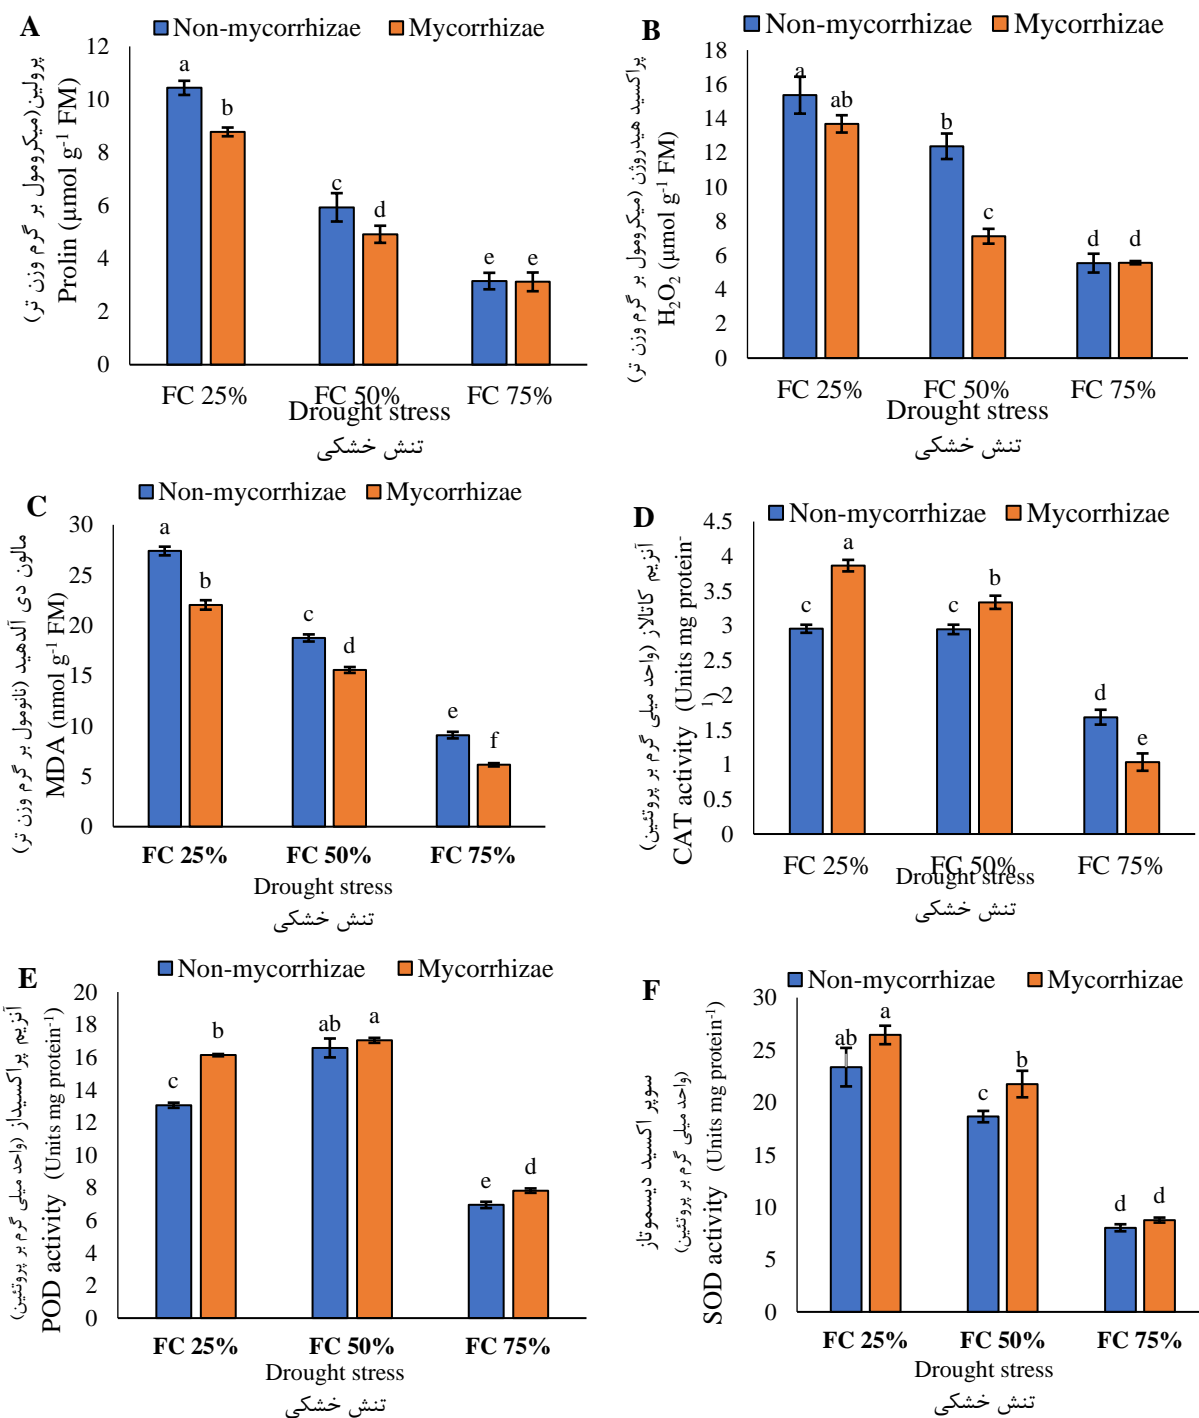 A
Non-mycorrhizae Mycorrhizae
پرولین(میکرومول بر گرم وزن تر)
Prolin (µmol g-1 FM)
12
10
8
6
4
2
0
a
b
c
d
e
e
FC 25% FC 50% FC 75%
Drought stress
تنش خشکی
B
Non-mycorrhizae Mycorrhizae
پراکسید هیدروژن (میکرومول بر گرم وزن تر)
H2O2 (µmol g-1 FM)
18
16
14
12
10
8
6
4
2
0
a
ab
b
c
d
d
FC 25% FC 50% FC 75%
Drought stress
تنش خشکی
C
Non-mycorrhizae Mycorrhizae
مالون دی آلدهید (نانومول بر گرم وزن تر)
MDA (nmol g-1 FM)
30
25
20
15
10
5
0
a
b
c
d
e
f
FC 25% FC 50% FC 75%
Drought stress
تنش خشکی
D
Non-mycorrhizae Mycorrhizae
آنزیم کاتالاز (واحد میلی گرم بر پروتئین)
CAT activity (Units mg protein-
1)
4.5
4
3.5
3
2.5
2
1.5
1
0.5
0
c
a
c
b
d
e
FC 25% FC 50% FC 75%
Drought stress
تنش خشکی
E
Non-mycorrhizae Mycorrhizae
آنزیم پراکسیداز (واحد میلی گرم بر پروتئین)
POD activity (Units mg protein-1)
20
18
16
14
12
10
8
6
4
2
0
c
b
ab
a
e
d
FC 25% FC 50% FC 75%
Drought stress
تنش خشکی
F
Non-mycorrhizae Mycorrhizae
سوپر اکسید دیسموتاز
(واحد میلی گرم بر پروتئین)
SOD activity (Units mg protein-1)
30
25
20
15
10
5
0
ab
a
c
b
d
d
FC 25% FC 50% FC 75%
Drought stress
تنش خشکی